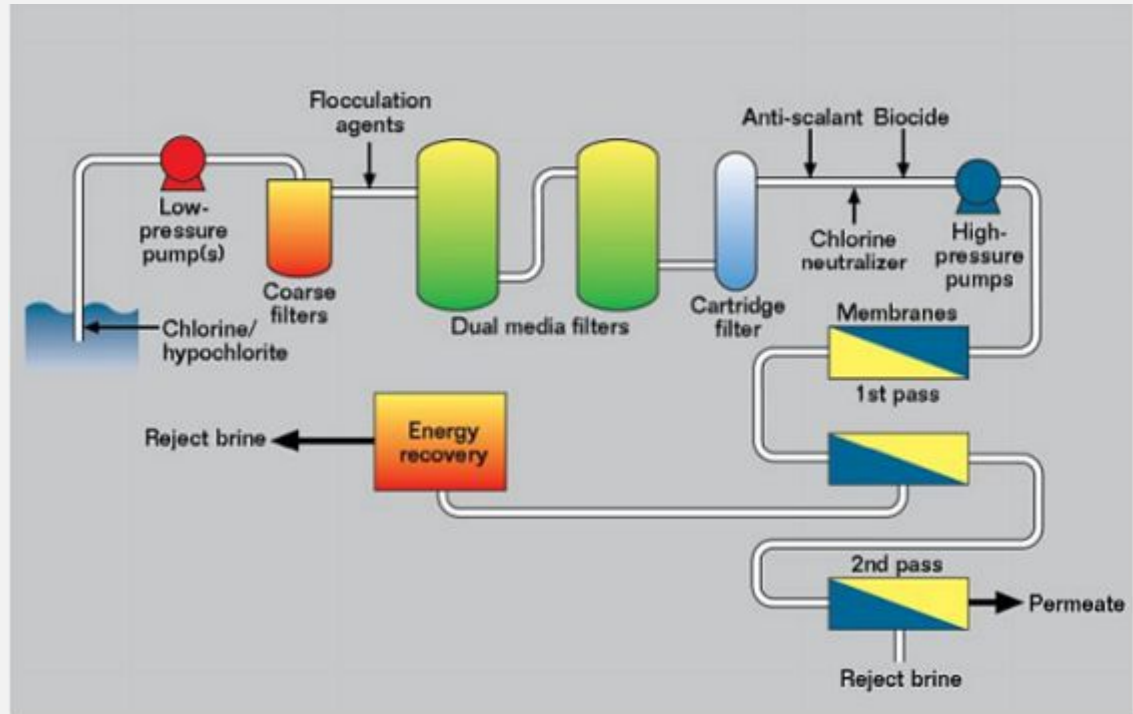 Flocculation
agents
Anti-scalant Biocide
Low-
pressure
pump(s)
Coarse
filters
Dual media filters
Cartridge
filter
Chlorine
neutralizer
High-
pressure
pumps
Chlorine/
hypochlorite
Membranes
1st pass
Reject brine
Energy
recovery
2nd pass
Permeate
Reject brine